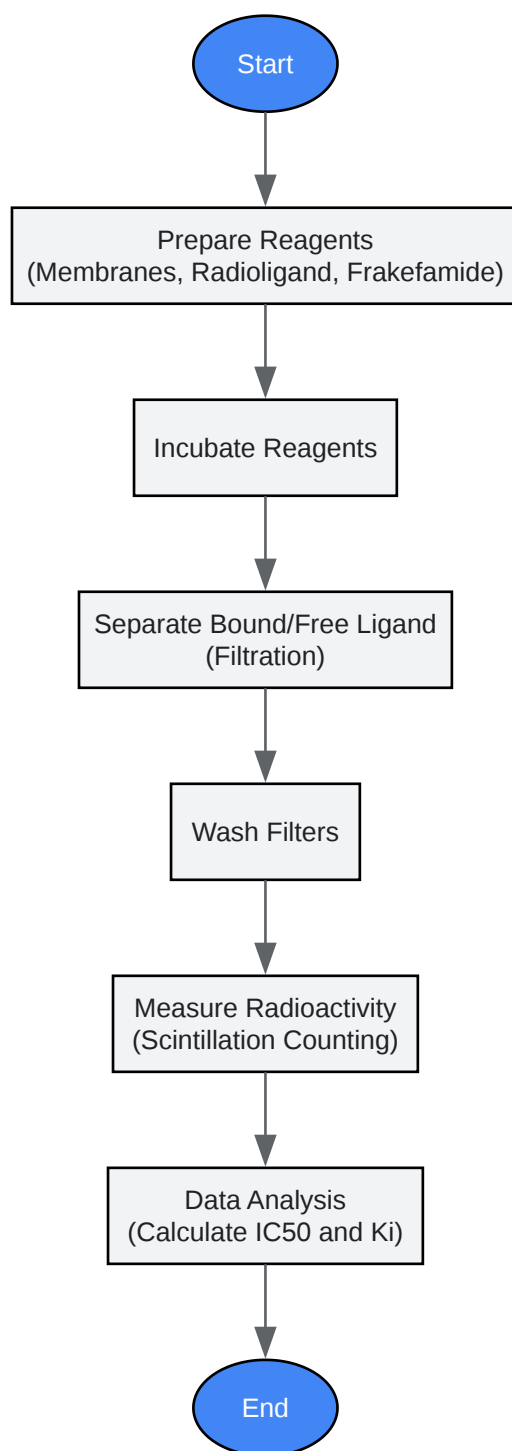 Start
Prepare Reagents
(Membranes, Radioligand, Frakefamide)
Incubate Reagents
Separate Bound/Free Ligand
(Filtration)
Wash Filters
Measure Radioactivity
(Scintillation Counting)
Data Analysis
(Calculate IC50 and Ki)
End